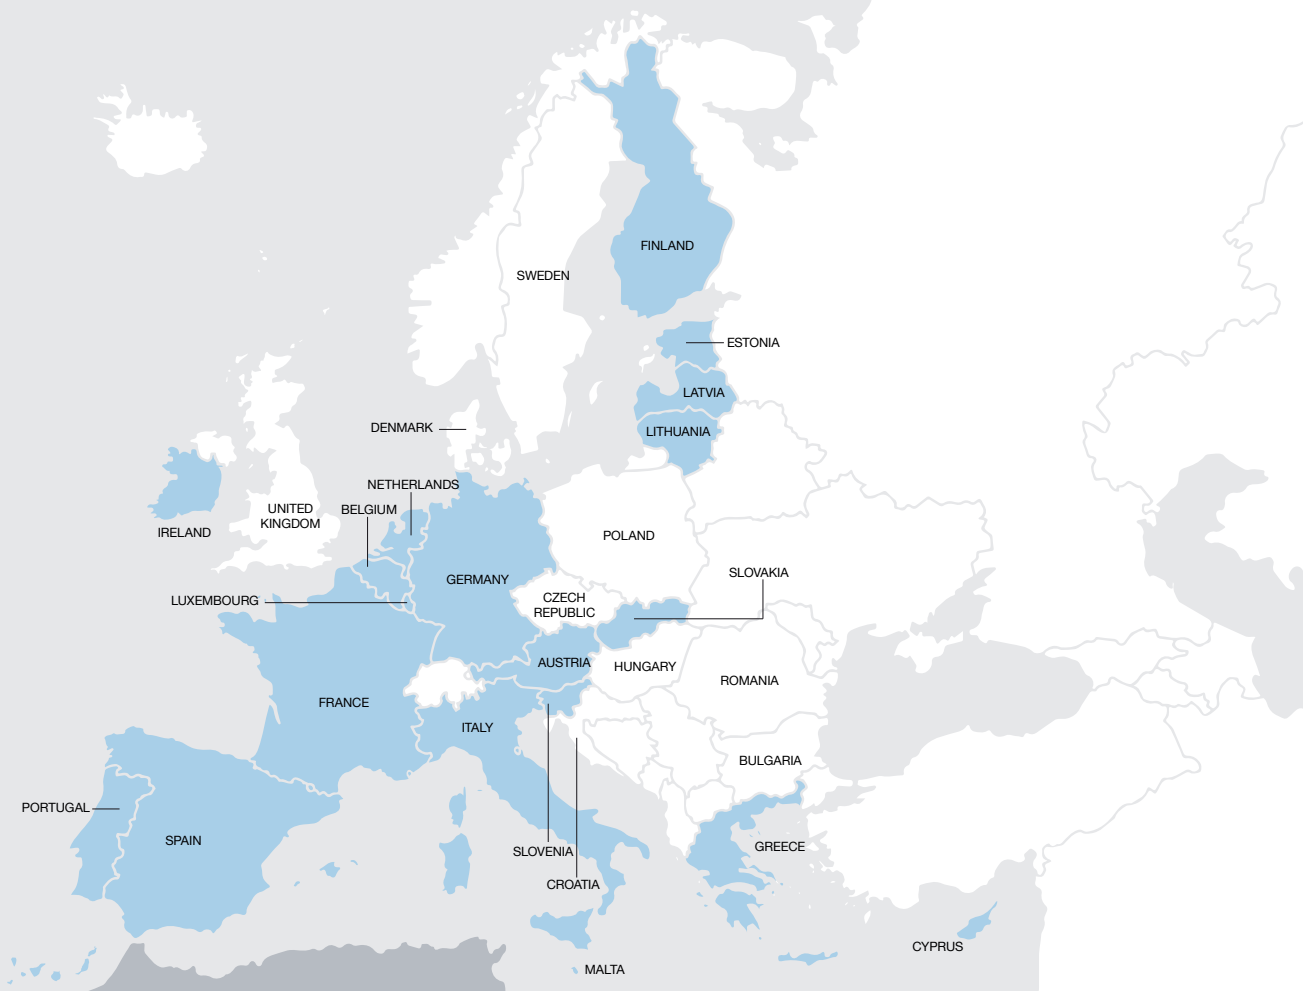 FINLAND
SWEDEN
ESTONIA
LATVIA
DENMARK
LITHUANIA
NETHERLANDS
BELGIUM
UNITED
KINGDOM
IRELAND
POLAND
SLOVAKIA
GERMANY
CZECH
REPUBLIC
LUXEMBOURG
AUSTRIA
HUNGARY
ROMANIA
FRANCE
ITALY
BULGARIA
PORTUGAL
SPAIN
GREECE
SLOVENIA
CROATIA
CYPRUS
MALTA